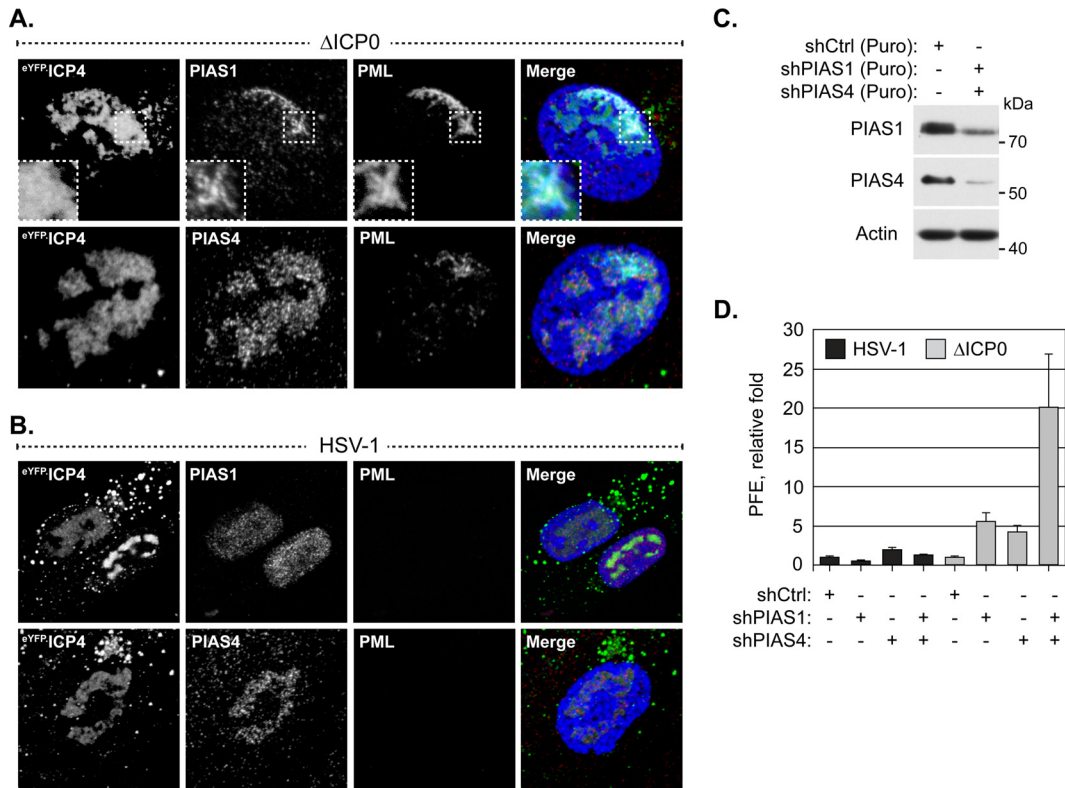 A.
ΔICP0
eYFP-ICP4 PIAS1 PML Merge
eYFP-ICP4 PIAS4 PML Merge
B.
HSV-1
eYFP-ICP4 PIAS1 PML Merge
eYFP-ICP4 PIAS4 PML Merge
C.
shCtrl (Puro): + -
shPIAS1 (Puro): - +
shPIAS4 (Puro): - +
kDa
PIAS1
- 70
PIAS4
- 50
Actin
- 40
D.
30
25
20
15
10
5
0
PFE, relative fold
HSV-1 ΔICP0
shCtrl: + - - - + - - -
shPIAS1: - + - + - + - +
shPIAS4: - - + + - - + +